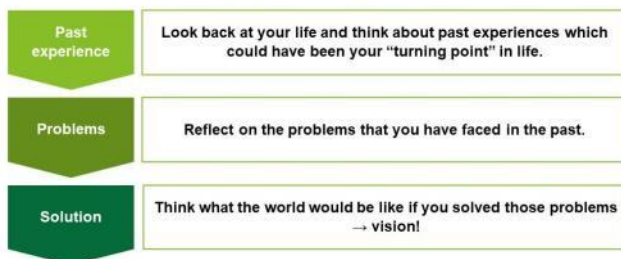 Past
experience
Look back at your life and think about past experiences which
could have been your “turning point” in life.
Problems
Reflect on the problems that you have faced in the past.
Solution
Think what the world would be like if you solved those problems
→ vision!